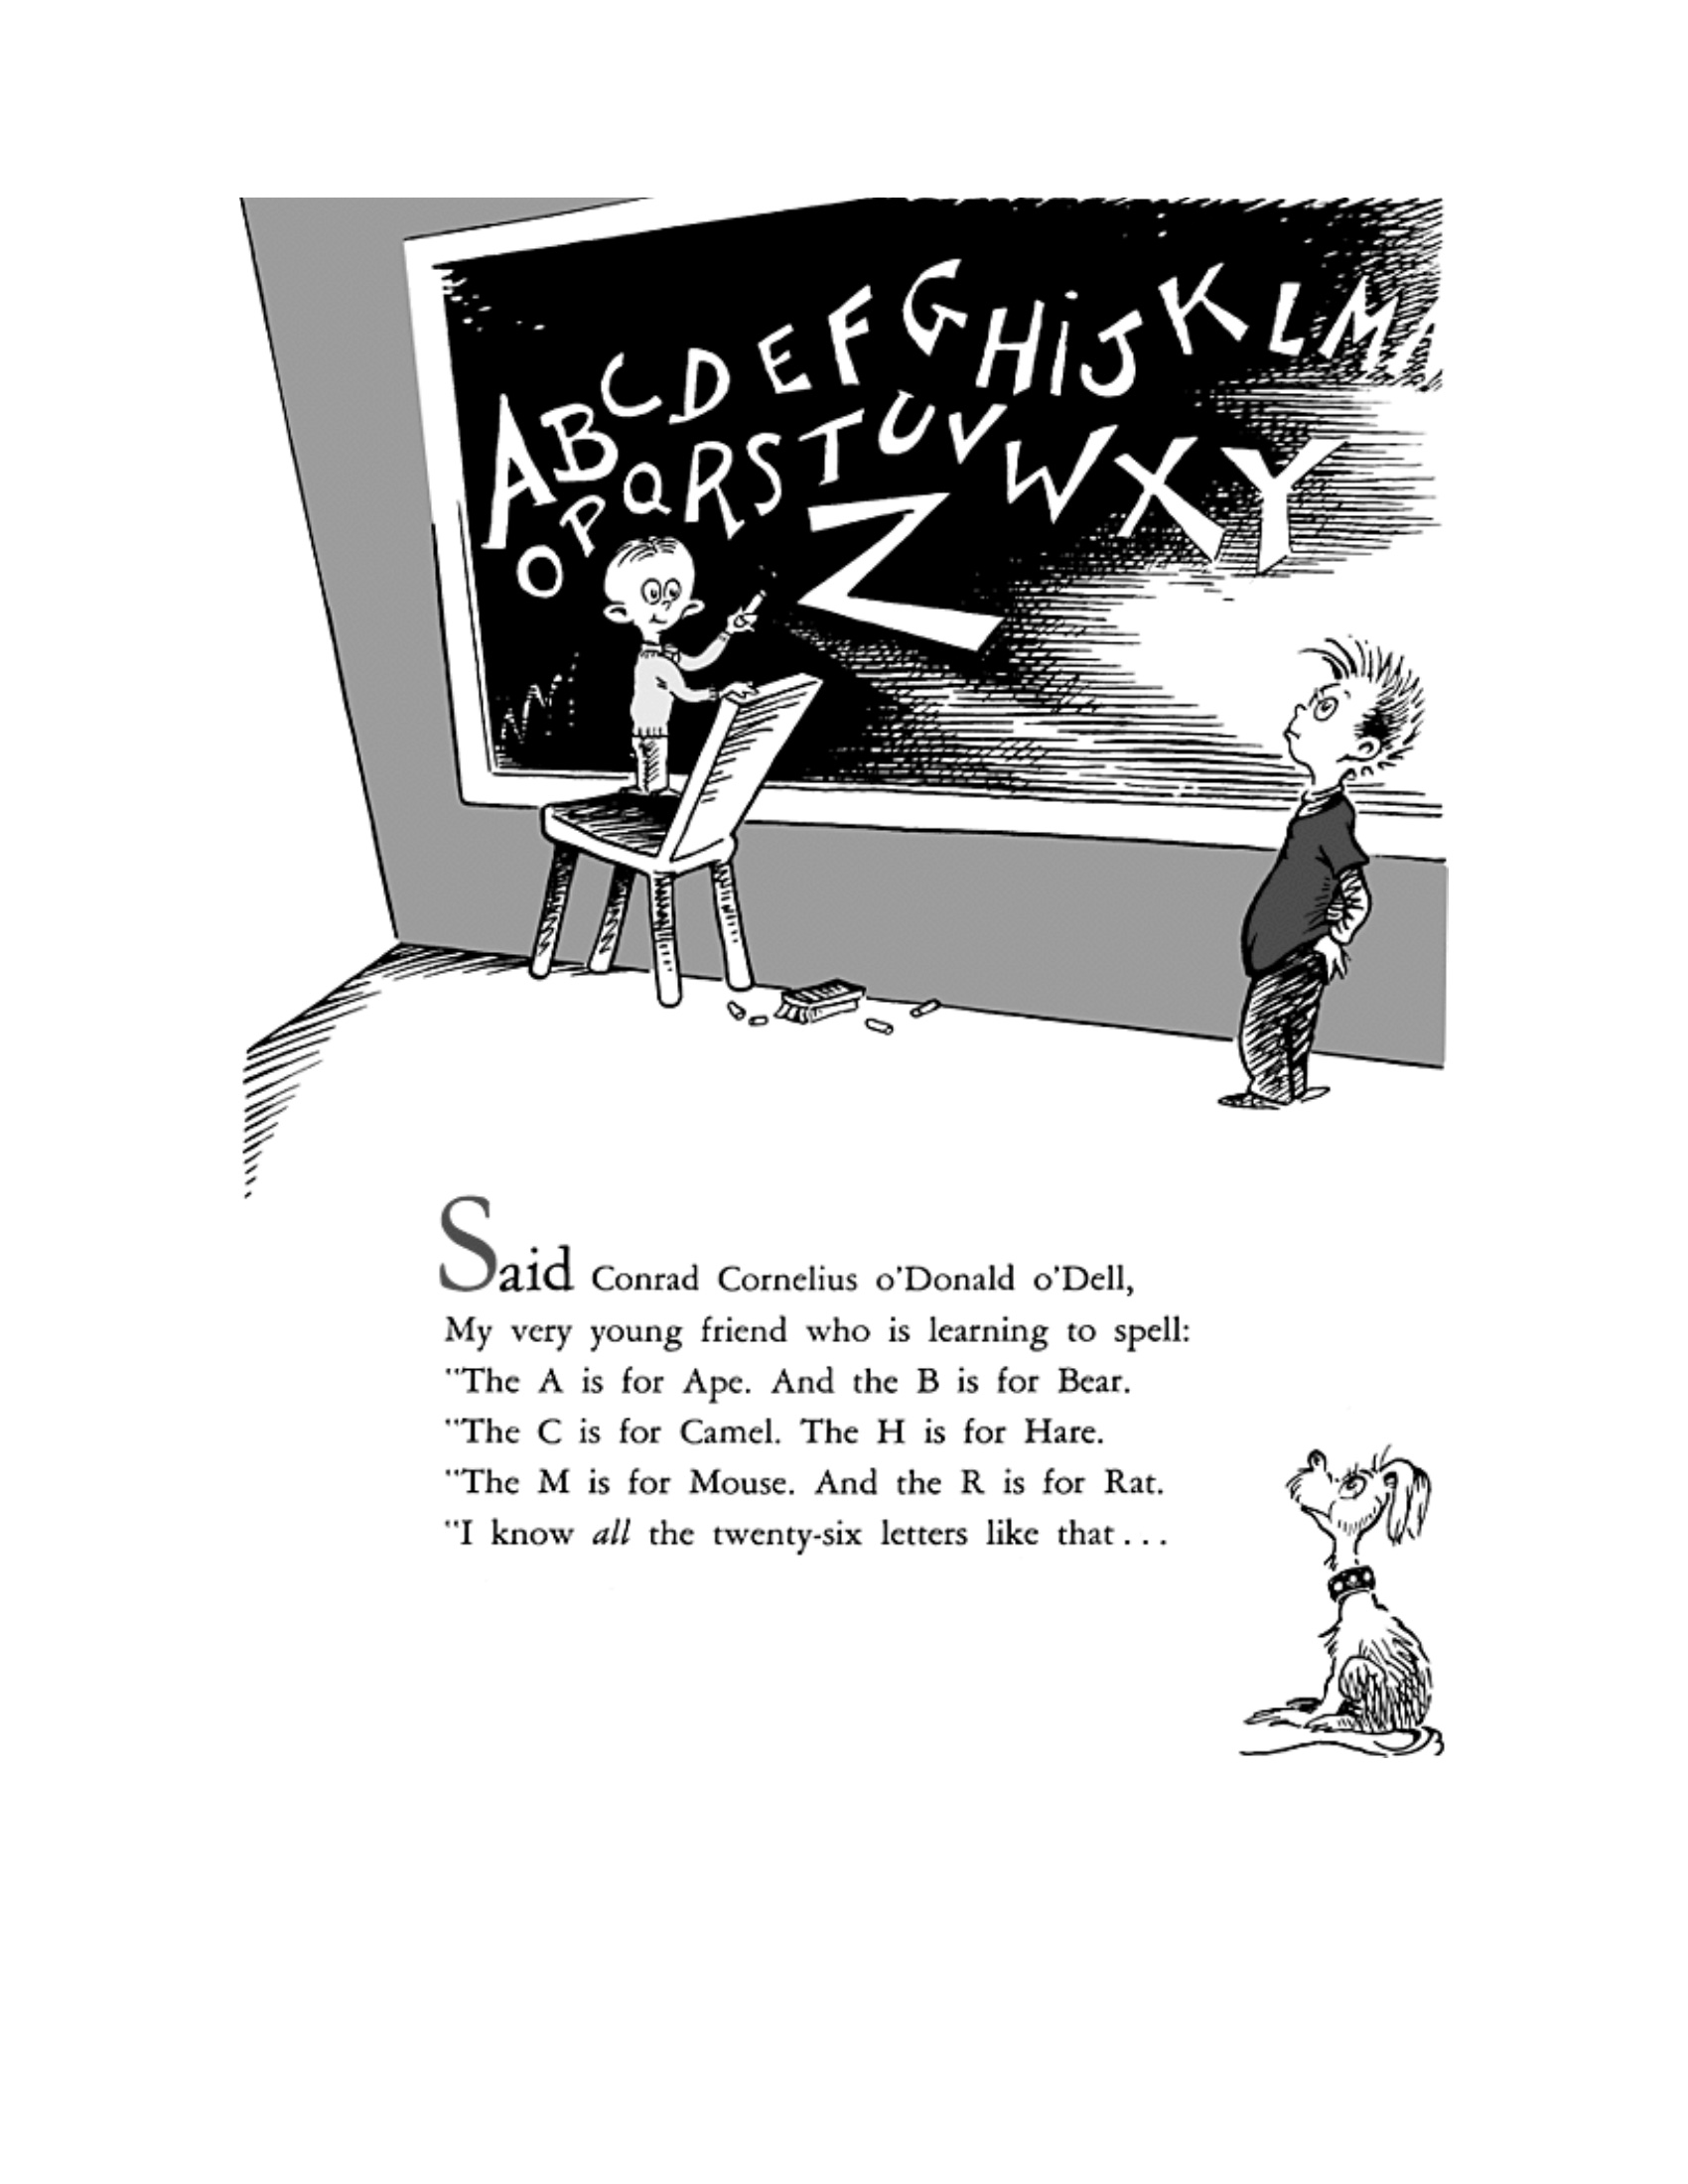 A B C D E F G H i J K L M
O P Q R S T U V W X Y
Z
Said Conrad Cornelius o'Donald o'Dell,
My very young friend who is learning to spell:
"The A is for Ape. And the B is for Bear.
"The C is for Camel. The H is for Hare.
"The M is for Mouse. And the R is for Rat.
"I know all the twenty-six letters like that...